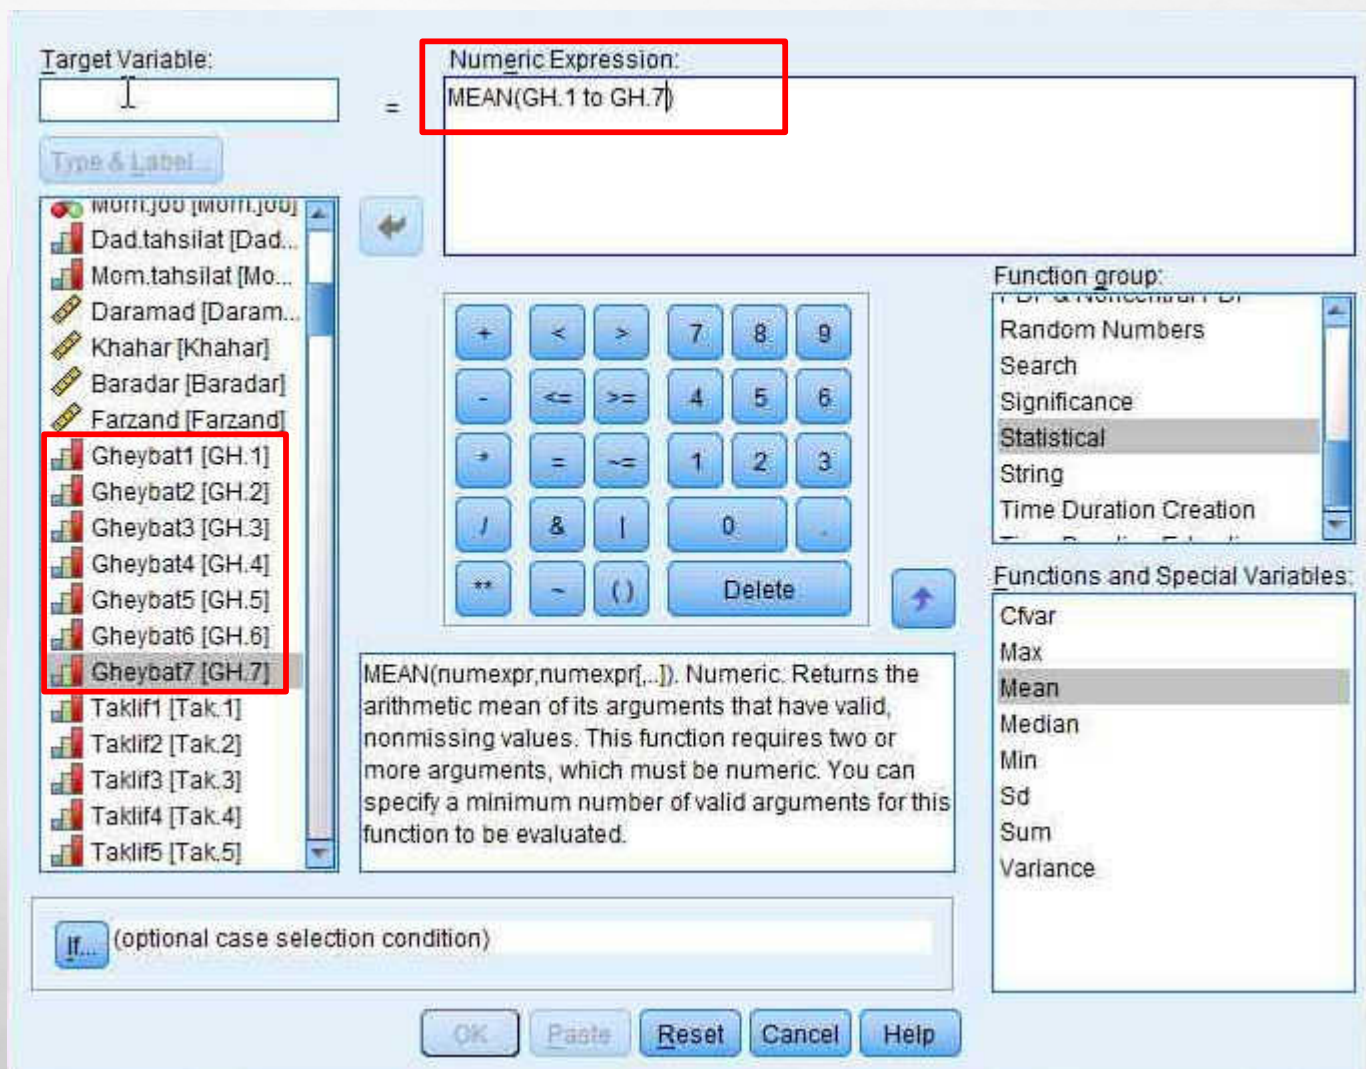 Target Variable:
Numeric Expression:
=
MEAN(GH.1 to GH.7)
Type & Label...
Mom.job [Mom.job]
Dad.tahsilat [Dad...
Mom.tahsilat [Mo...
Daramad [Daram...
Khahar [Khahar]
Baradar [Baradar]
Farzand [Farzand]
Gheybat1 [GH.1]
Gheybat2 [GH.2]
Gheybat3 [GH.3]
Gheybat4 [GH.4]
Gheybat5 [GH.5]
Gheybat6 [GH.6]
Gheybat7 [GH.7]
Taklif1 [Tak.1]
Taklif2 [Tak.2]
Taklif3 [Tak.3]
Taklif4 [Tak.4]
Taklif5 [Tak.5]
+ < > 7 8 9
- <= >= 4 5 6
* = ~= 1 2 3
/ & | 0 .
** ~ ( ) Delete
MEAN(numexpr,numexpr[,..]). Numeric. Returns the
arithmetic mean of its arguments that have valid,
nonmissing values. This function requires two or
more arguments, which must be numeric. You can
specify a minimum number of valid arguments for this
function to be evaluated.
Function group:
PDF & Noncentral PDF
Random Numbers
Search
Significance
Statistical
String
Time Duration Creation
Functions and Special Variables:
Cfvar
Max
Mean
Median
Min
Sd
Sum
Variance
If... (optional case selection condition)
OK Paste Reset Cancel Help